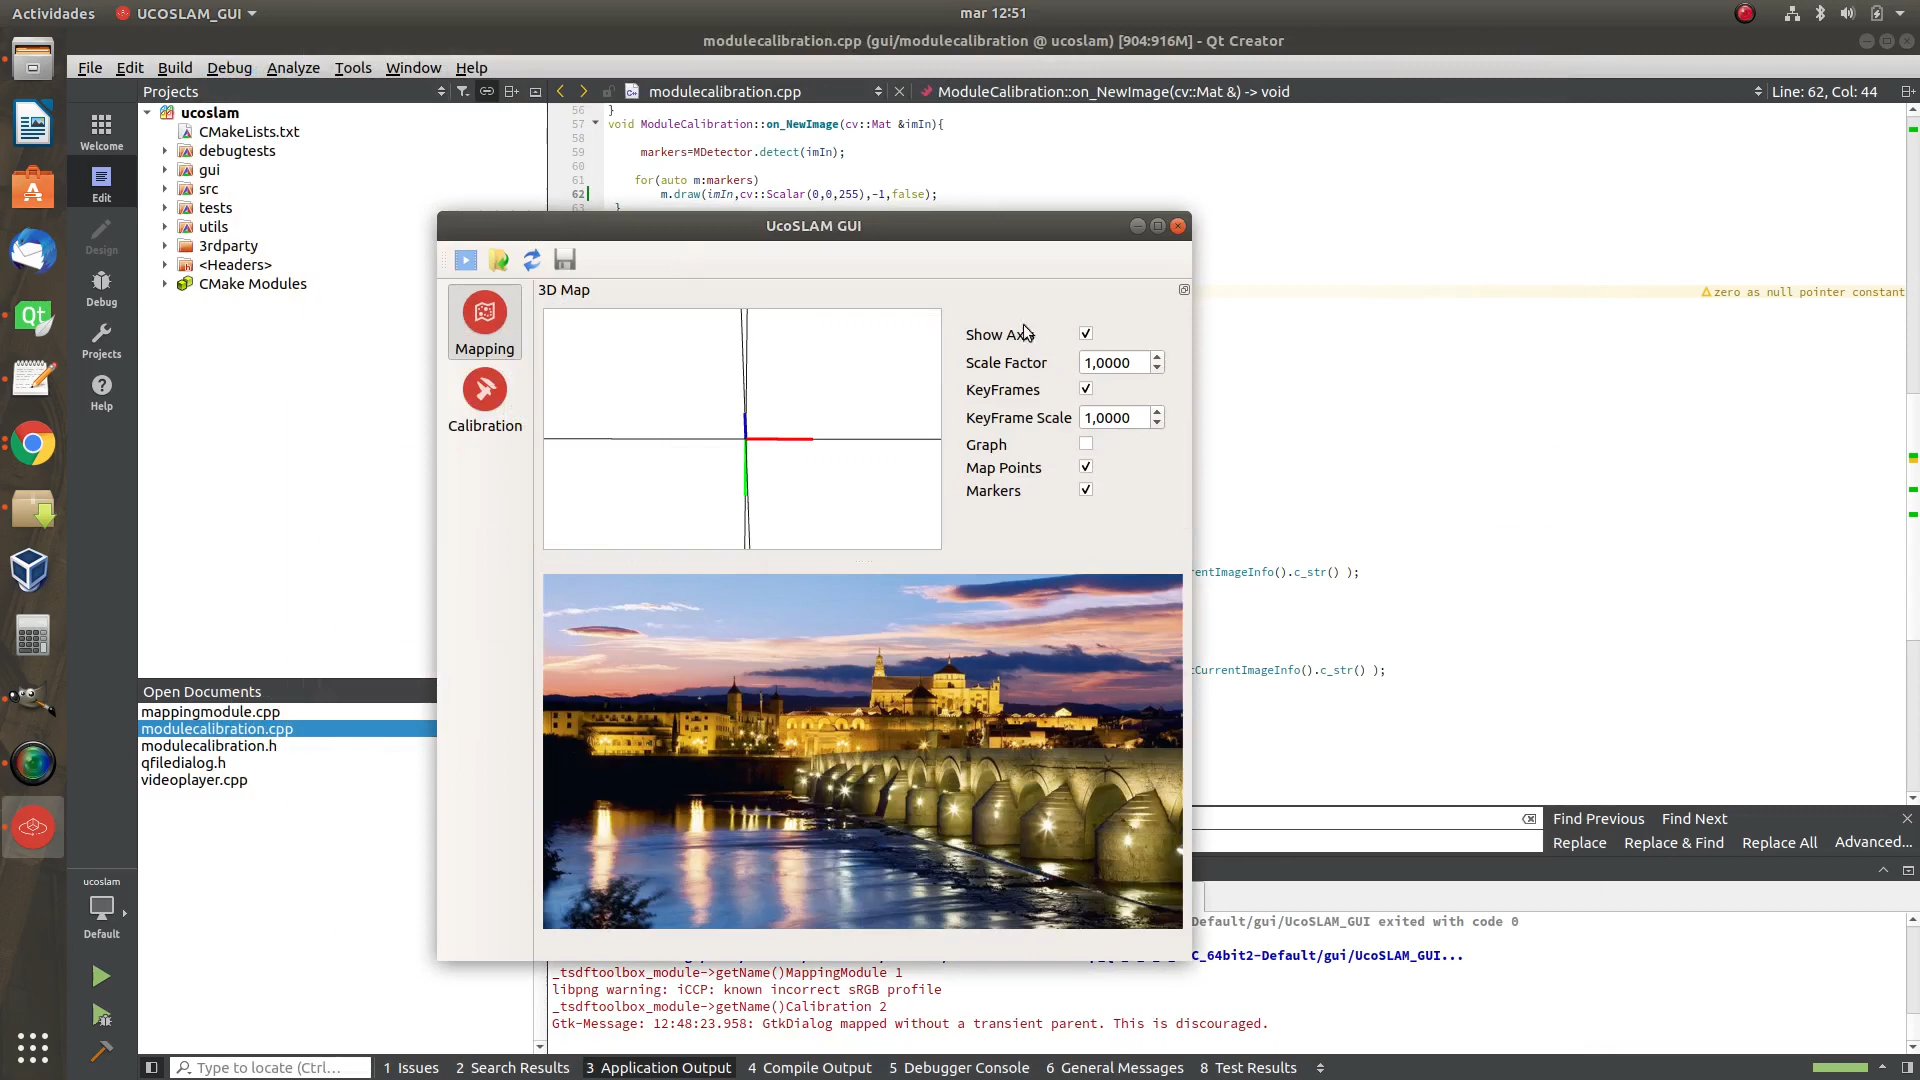 Actividades
UCOSLAM_GUI
mar 12:51
modulecalibration.cpp (gui/modulecalibration @ ucoslam) [904:916M] - Qt Creator
File Edit Build Debug Analyze Tools Window Help
Projects
modulecalibration.cpp
ModuleCalibration::on_NewImage(cv::Mat &) -> void
Line: 62, Col: 44
Welcome
Edit
Design
Debug
Projects
Help
ucoslam
CMakeLists.txt
debugtests
gui
src
tests
utils
3rdparty
<Headers>
CMake Modules
56 }
57 void ModuleCalibration::on_NewImage(cv::Mat &imIn){
58
59 markers=MDetector.detect(imIn);
60
61 for(auto m:markers)
62 m.draw(imIn,cv::Scalar(0,0,255),-1,false);
63 }
zero as null pointer constant
UcoSLAM GUI
Mapping
Calibration
3D Map
Show Ax
Scale Factor 1,0000
KeyFrames
KeyFrame Scale 1,0000
Graph
Map Points
Markers
entImageInfo().c_str() );
tCurrentImageInfo().c_str() );
Open Documents
mappingmodule.cpp
modulecalibration.cpp
modulecalibration.h
qfiledialog.h
videoplayer.cpp
Find Previous Find Next
Replace Replace & Find Replace All Advanced...
Default/gui/UcoSLAM_GUI exited with code 0
C_64bit2-Default/gui/UcoSLAM_GUI...
_tsdftoolbox_module->getName()MappingModule 1
libpng warning: iCCP: known incorrect sRGB profile
_tsdftoolbox_module->getName()Calibration 2
Gtk-Message: 12:48:23.958: GtkDialog mapped without a transient parent. This is discouraged.
ucoslam
Default
Type to locate (Ctrl...
1 Issues 2 Search Results 3 Application Output 4 Compile Output 5 Debugger Console 6 General Messages 8 Test Results